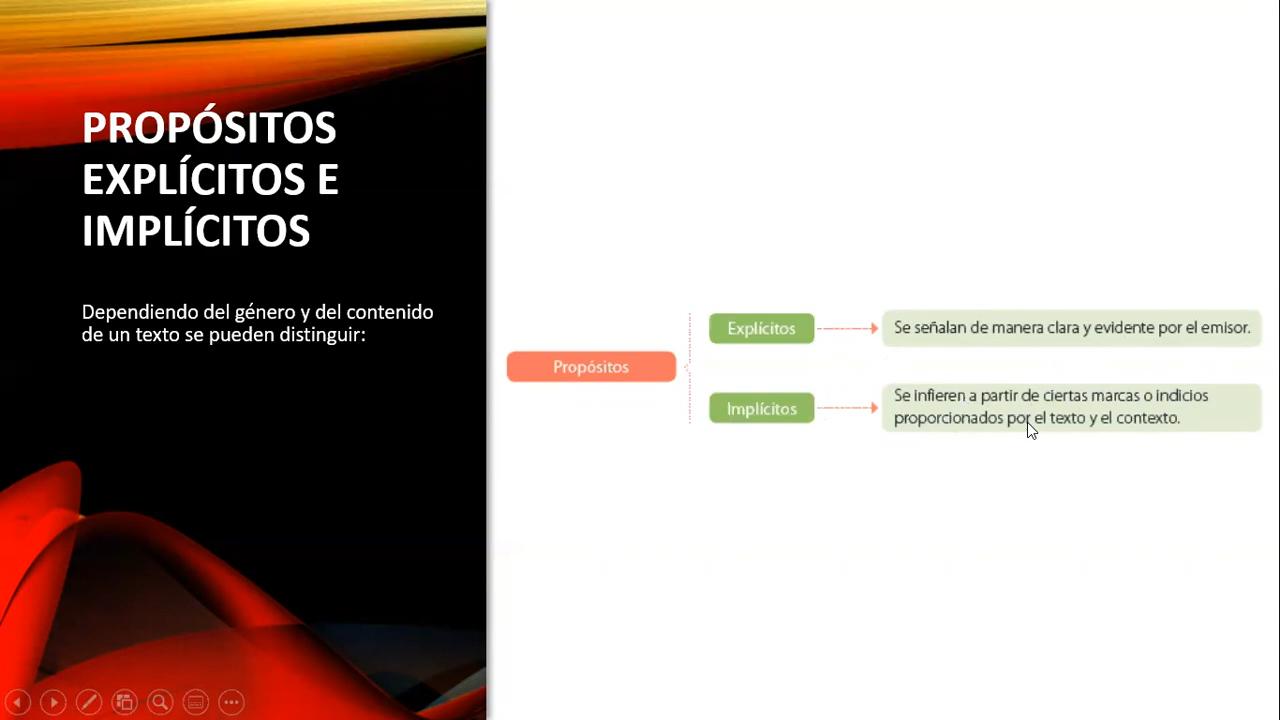 PROPÓSITOS
EXPLÍCITOS E
IMPLÍCITOS
Dependiendo del género y del contenido
de un texto se pueden distinguir:
Propósitos
Explícitos
Se señalan de manera clara y evidente por el emisor.
Implícitos
Se infieren a partir de ciertas marcas o indicios
proporcionados por el texto y el contexto.